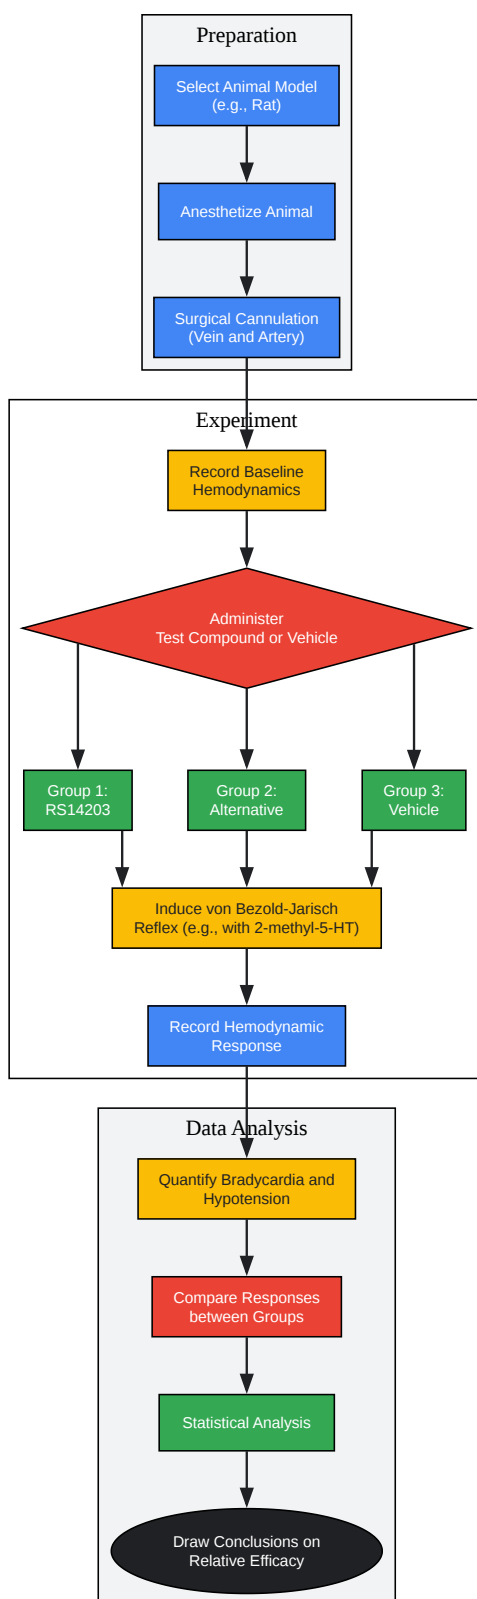 Preparation
Select Animal Model
(e.g., Rat)
Anesthetize Animal
Surgical Cannulation
(Vein and Artery)
Experiment
Record Baseline
Hemodynamics
Administer
Test Compound or Vehicle
Group 1:
RS14203
Group 2:
Alternative
Group 3:
Vehicle
Induce von Bezold-Jarisch
Reflex (e.g., with 2-methyl-5-HT)
Record Hemodynamic
Response
Data Analysis
Quantify Bradycardia and
Hypotension
Compare Responses
between Groups
Statistical Analysis
Draw Conclusions on
Relative Efficacy